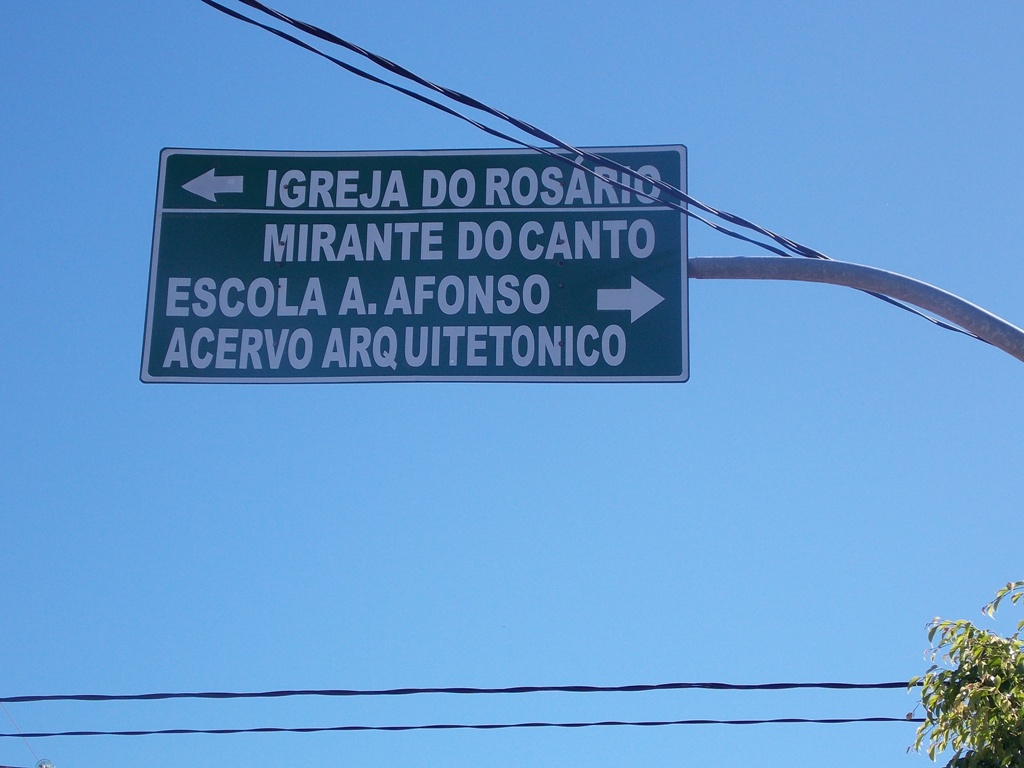 IGREJA DO ROSÁRIO
MIRANTE DO CANTO
ESCOLA A. AFONSO
ACERVO ARQUITETONICO